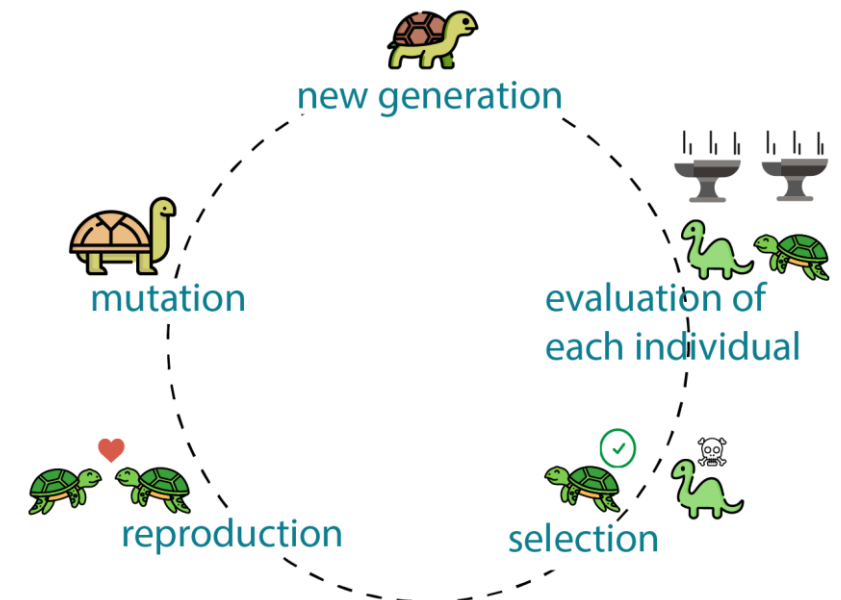 new generation
evaluation of
each individual
mutation
selection
reproduction